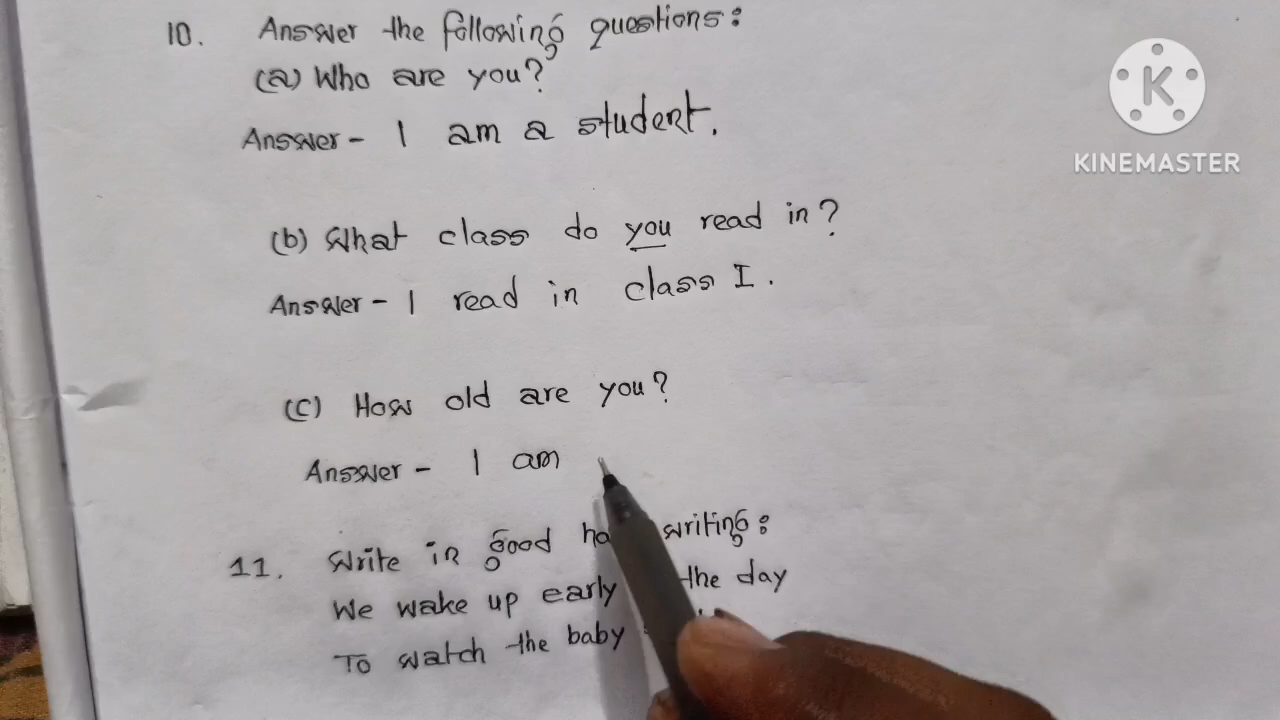 10. Answer the following questions:
(a) Who are you?
Answer - I am a student.
(b) What class do you read in?
Answer - I read in class I.
(c) How old are you?
Answer - I am
11. Write in good writing:
We wake up early the day
To watch the baby
K
KINEMASTER